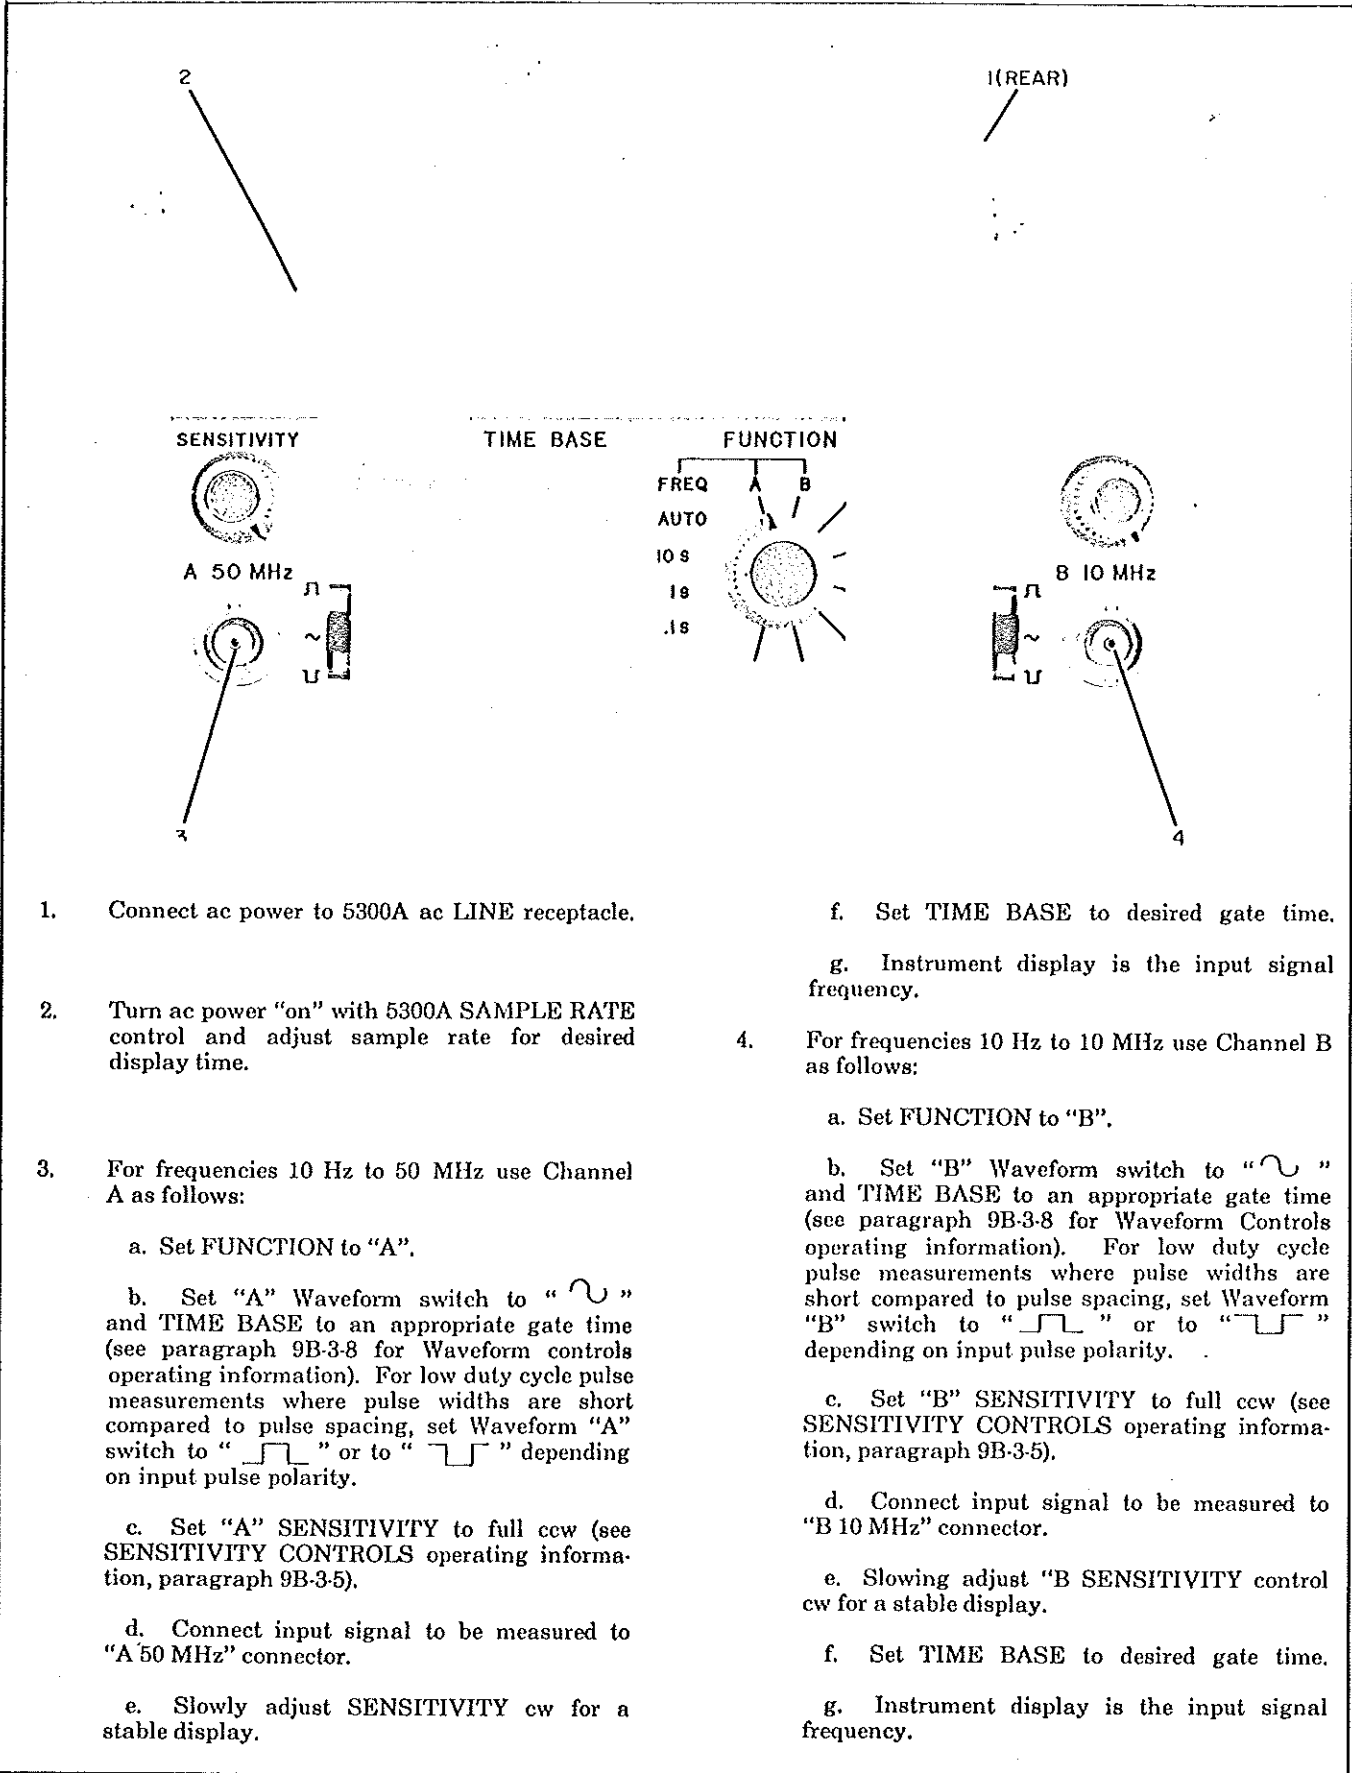 2
1(REAR)
SENSITIVITY
TIME BASE
FUNCTION
FREQ A B
AUTO
10 S
1S
.1S
A 50 MHz
~
B 10 MHz
~
3
4
1. Connect ac power to 5300A ac LINE receptacle.
2. Turn ac power "on" with 5300A SAMPLE RATE
control and adjust sample rate for desired
display time.
3. For frequencies 10 Hz to 50 MHz use Channel
A as follows:
a. Set FUNCTION to "A".
b. Set "A" Waveform switch to " ∿ "
and TIME BASE to an appropriate gate time
(see paragraph 9B-3-8 for Waveform controls
operating information). For low duty cycle pulse
measurements where pulse widths are short
compared to pulse spacing, set Waveform "A"
switch to " " or to " " depending
on input pulse polarity.
c. Set "A" SENSITIVITY to full ccw (see
SENSITIVITY CONTROLS operating informa-
tion, paragraph 9B-3-5).
d. Connect input signal to be measured to
"A 50 MHz" connector.
e. Slowly adjust SENSITIVITY cw for a
stable display.
f. Set TIME BASE to desired gate time.
g. Instrument display is the input signal
frequency.
4. For frequencies 10 Hz to 10 MHz use Channel B
as follows:
a. Set FUNCTION to "B".
b. Set "B" Waveform switch to " ∿ "
and TIME BASE to an appropriate gate time
(see paragraph 9B-3-8 for Waveform Controls
operating information). For low duty cycle
pulse measurements where pulse widths are
short compared to pulse spacing, set Waveform
"B" switch to " " or to " "
depending on input pulse polarity.
c. Set "B" SENSITIVITY to full ccw (see
SENSITIVITY CONTROLS operating informa-
tion, paragraph 9B-3-5).
d. Connect input signal to be measured to
"B 10 MHz" connector.
e. Slowing adjust "B SENSITIVITY control
cw for a stable display.
f. Set TIME BASE to desired gate time.
g. Instrument display is the input signal
frequency.